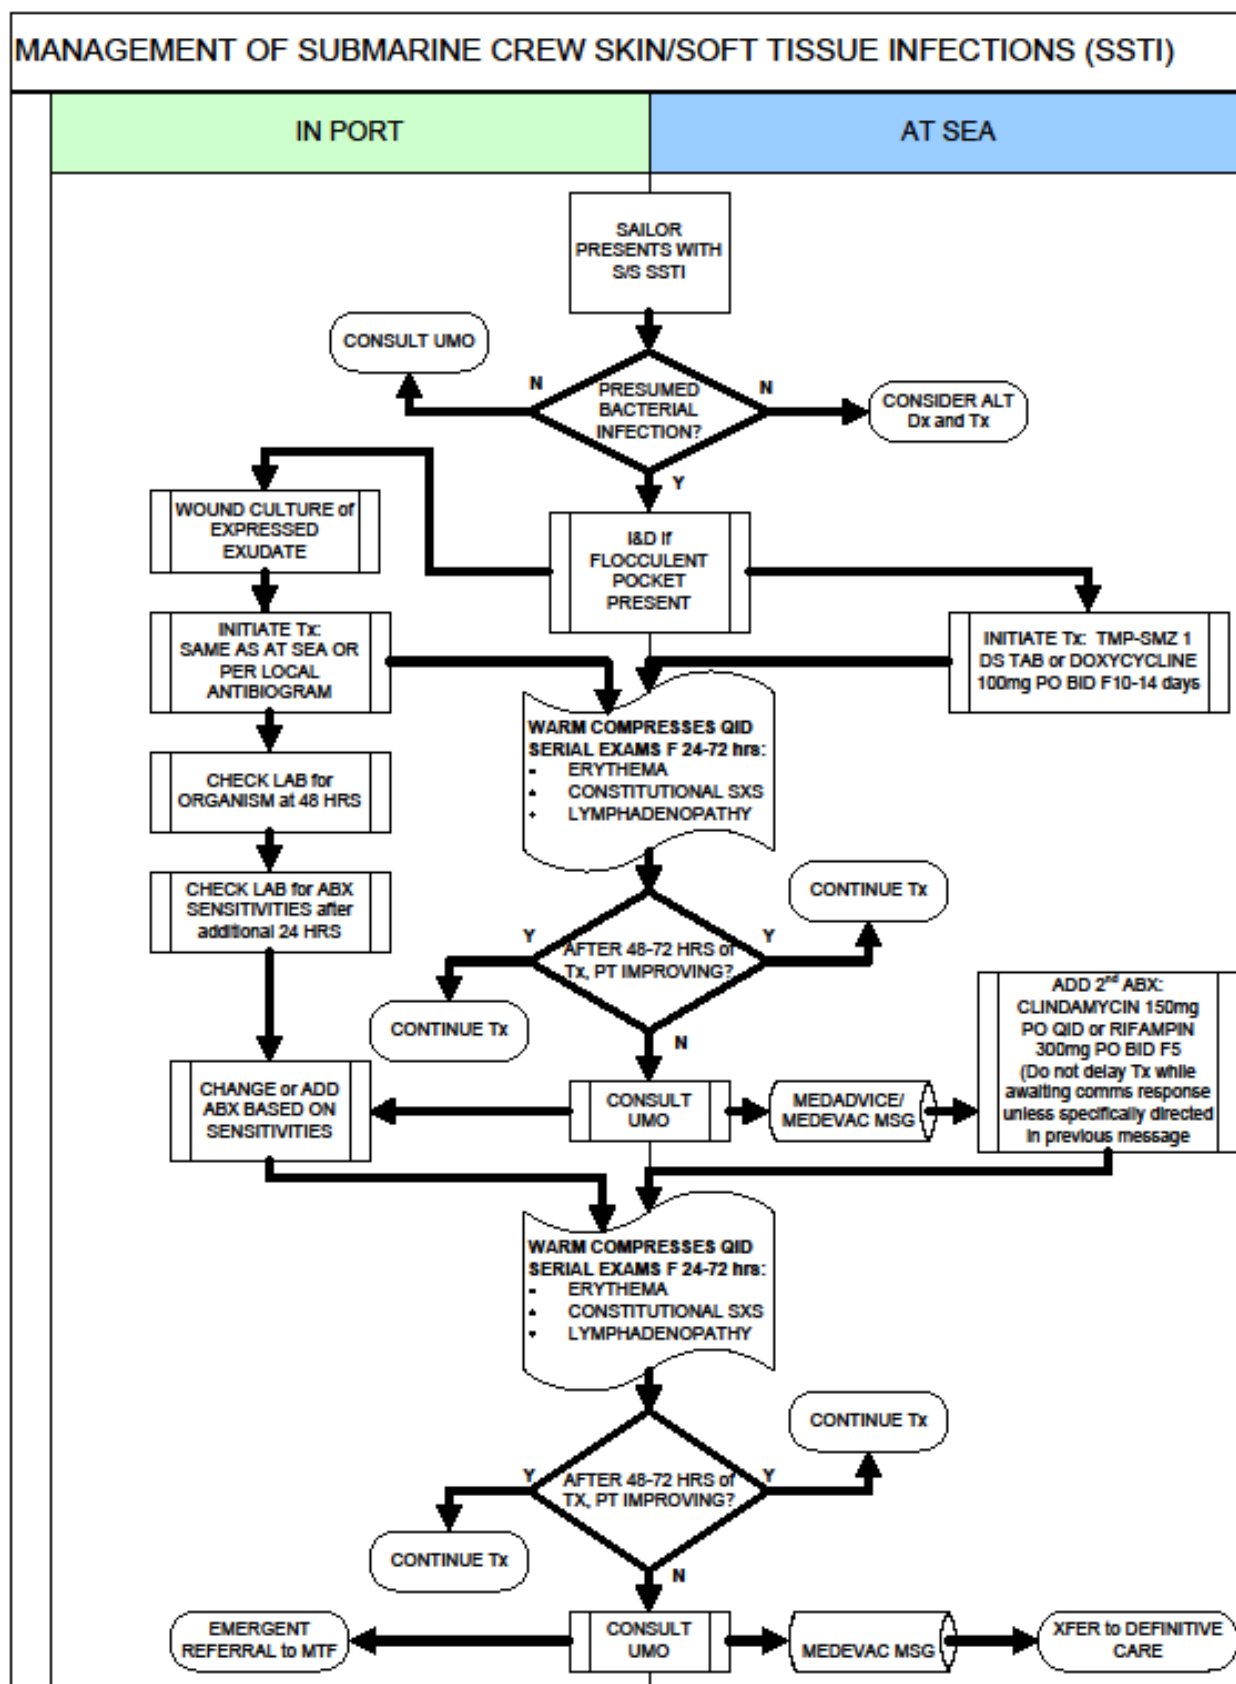 MANAGEMENT OF SUBMARINE CREW SKIN/SOFT TISSUE INFECTIONS (SSTI)
IN PORT
AT SEA
SAILOR
PRESENTS WITH
S/S SSTI
CONSULT UMO
N
PRESUMED
BACTERIAL
INFECTION?
N
CONSIDER ALT
Dx and Tx
Y
WOUND CULTURE of
EXPRESSED
EXUDATE
I&D if
FLOCCULENT
POCKET
PRESENT
INITIATE Tx:
SAME AS AT SEA OR
PER LOCAL
ANTIBIOGRAM
INITIATE Tx: TMP-SMZ 1
DS TAB or DOXYCYCLINE
100mg PO BID F10-14 days
WARM COMPRESSES QID
SERIAL EXAMS F 24-72 hrs:
ERYTHEMA
CONSTITUTIONAL SXS
LYMPHADENOPATHY
CHECK LAB for
ORGANISM at 48 HRS
CHECK LAB for ABX
SENSITIVITIES after
additional 24 HRS
CONTINUE Tx
Y
AFTER 48-72 HRS of
Tx, PT IMPROVING?
Y
CONTINUE Tx
N
ADD 2nd ABX:
CLINDAMYCIN 150mg
PO QID or RIFAMPIN
300mg PO BID F5
(Do not delay Tx while
awaiting comms response
unless specifically directed
in previous message
CHANGE or ADD
ABX BASED ON
SENSITIVITIES
CONSULT
UMO
MEDADVICE/
MEDEVAC MSG
WARM COMPRESSES QID
SERIAL EXAMS F 24-72 hrs:
ERYTHEMA
CONSTITUTIONAL SXS
LYMPHADENOPATHY
CONTINUE Tx
Y
AFTER 48-72 HRS of
TX, PT IMPROVING?
Y
CONTINUE Tx
N
EMERGENT
REFERRAL to MTF
CONSULT
UMO
MEDEVAC MSG
XFER to DEFINITIVE
CARE